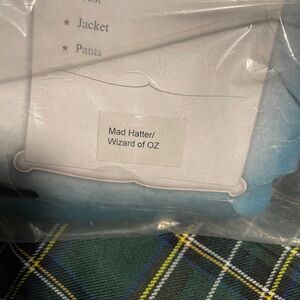 * Jacket
* Pants
Mad Hatter/
Wizard of OZ